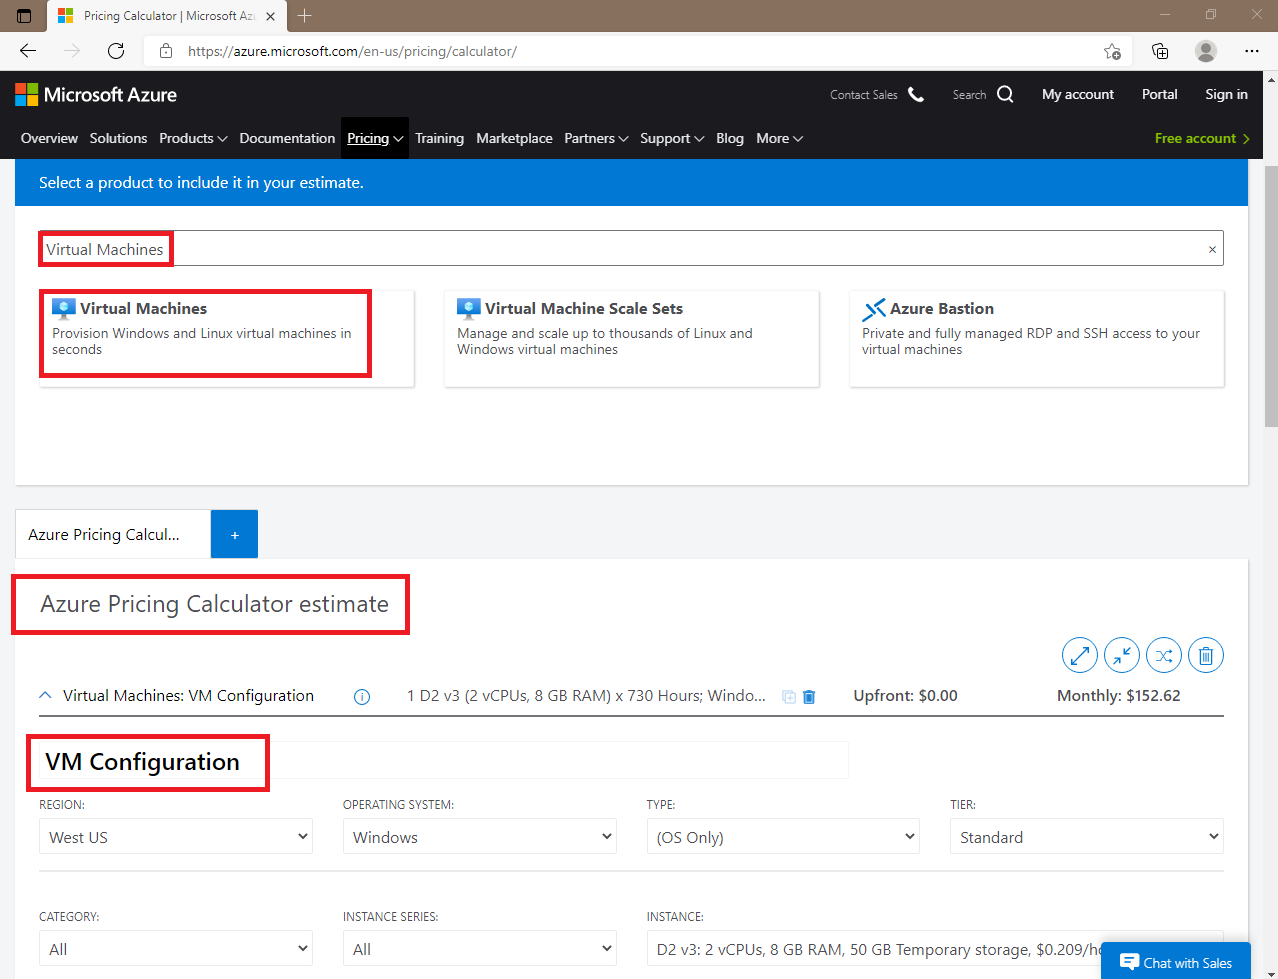 Pricing Calculator | Microsoft Az
https://azure.microsoft.com/en-us/pricing/calculator/
Microsoft Azure
Contact Sales
Search
My account
Portal
Sign in
Overview
Solutions
Products
Documentation
Pricing
Training
Marketplace
Partners
Support
Blog
More
Free account
Select a product to include it in your estimate.
Virtual Machines
×
Virtual Machines
Provision Windows and Linux virtual machines in
seconds
Virtual Machine Scale Sets
Manage and scale up to thousands of Linux and
Windows virtual machines
Azure Bastion
Private and fully managed RDP and SSH access to your
virtual machines
Azure Pricing Calcul...
+
Azure Pricing Calculator estimate
Virtual Machines: VM Configuration
1 D2 v3 (2 vCPUs, 8 GB RAM) x 730 Hours; Windo...
Upfront: $0.00
Monthly: $152.62
VM Configuration
REGION:
OPERATING SYSTEM:
TYPE:
TIER:
West US
Windows
(OS Only)
Standard
CATEGORY:
INSTANCE SERIES:
INSTANCE:
All
All
D2 v3: 2 vCPUs, 8 GB RAM, 50 GB Temporary storage, $0.209/h
Chat with Sales